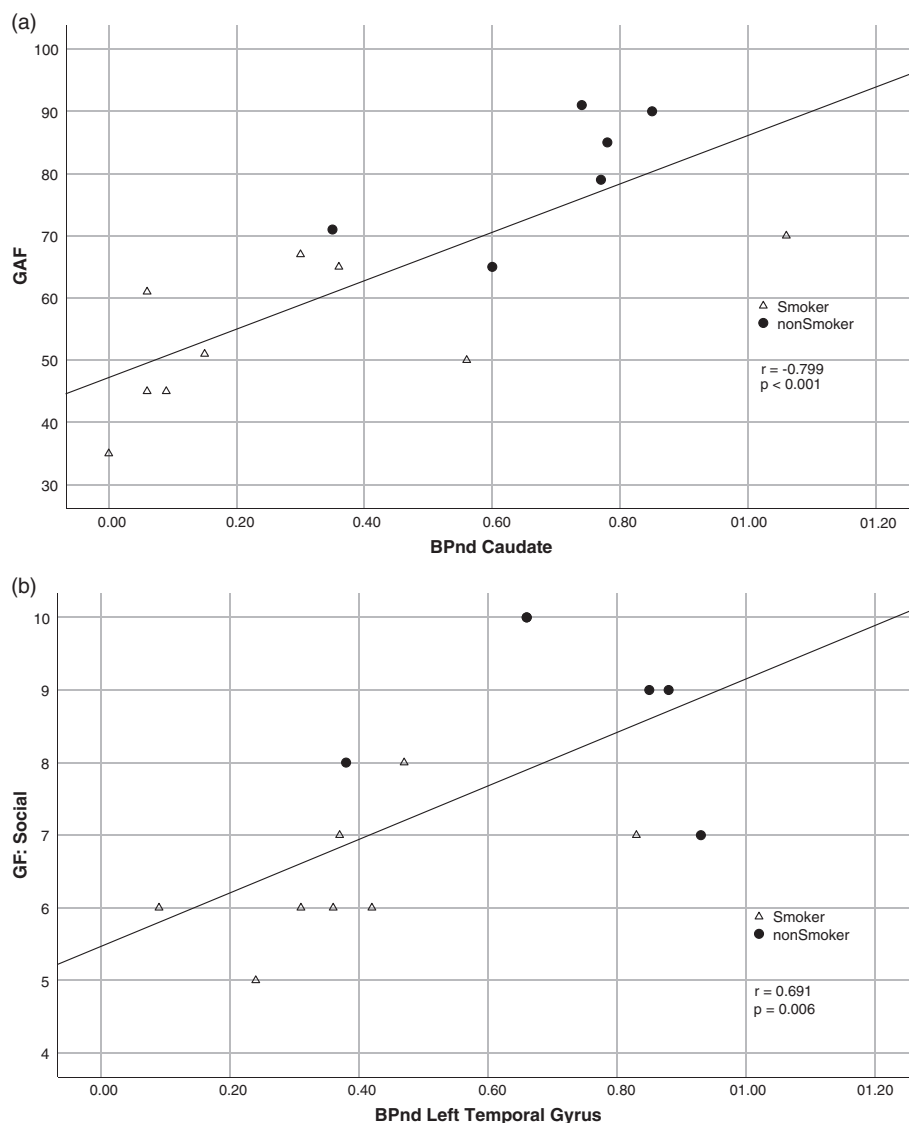 (a)
100
90
80
70
60
50
40
30
GAF
Smoker
nonSmoker
r = -0.799
p < 0.001
0.00 0.20 0.40 0.60 0.80 01.00 01.20
BPnd Caudate
(b)
10
9
8
7
6
5
4
GF: Social
Smoker
nonSmoker
r = 0.691
p = 0.006
0.00 0.20 0.40 0.60 0.80 01.00 01.20
BPnd Left Temporal Gyrus